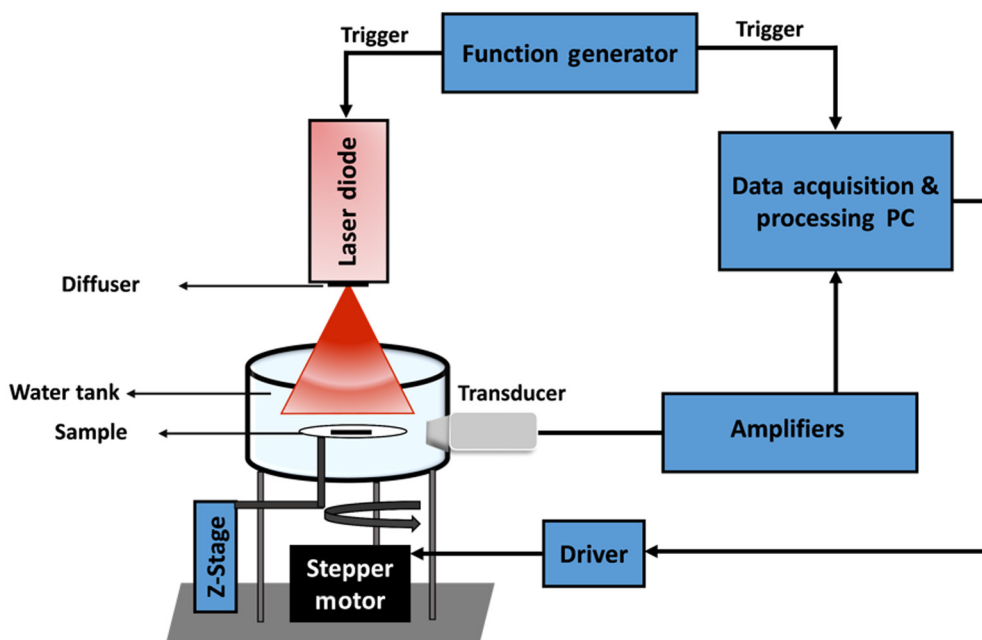 Trigger
Function generator
Trigger
Laser diode
Data acquisition &
processing PC
Diffuser
Water tank
Transducer
Sample
Amplifiers
Z-Stage
Stepper
motor
Driver